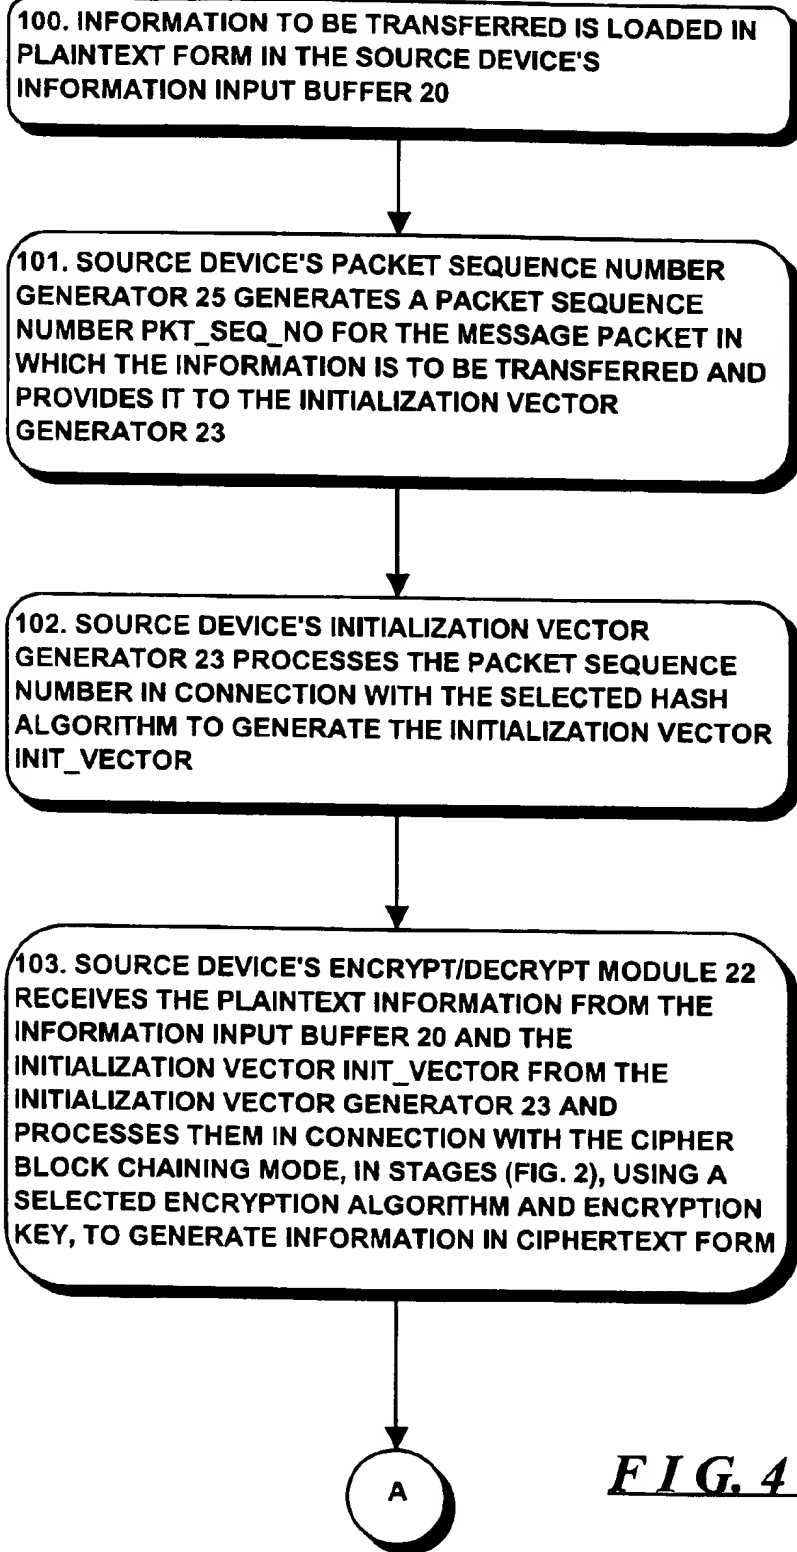 100. INFORMATION TO BE TRANSFERRED IS LOADED IN
PLAINTEXT FORM IN THE SOURCE DEVICE'S
INFORMATION INPUT BUFFER 20
101. SOURCE DEVICE'S PACKET SEQUENCE NUMBER
GENERATOR 25 GENERATES A PACKET SEQUENCE
NUMBER PKT_SEQ_NO FOR THE MESSAGE PACKET IN
WHICH THE INFORMATION IS TO BE TRANSFERRED AND
PROVIDES IT TO THE INITIALIZATION VECTOR
GENERATOR 23
102. SOURCE DEVICE'S INITIALIZATION VECTOR
GENERATOR 23 PROCESSES THE PACKET SEQUENCE
NUMBER IN CONNECTION WITH THE SELECTED HASH
ALGORITHM TO GENERATE THE INITIALIZATION VECTOR
INIT_VECTOR
103. SOURCE DEVICE'S ENCRYPT/DECRYPT MODULE 22
RECEIVES THE PLAINTEXT INFORMATION FROM THE
INFORMATION INPUT BUFFER 20 AND THE
INITIALIZATION VECTOR INIT_VECTOR FROM THE
INITIALIZATION VECTOR GENERATOR 23 AND
PROCESSES THEM IN CONNECTION WITH THE CIPHER
BLOCK CHAINING MODE, IN STAGES (FIG. 2), USING A
SELECTED ENCRYPTION ALGORITHM AND ENCRYPTION
KEY, TO GENERATE INFORMATION IN CIPHERTEXT FORM
A
FIG. 4